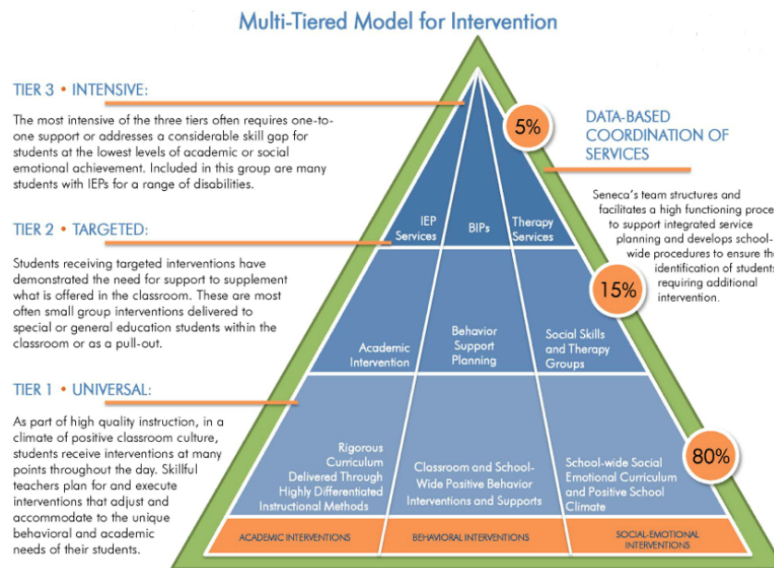 Multi-Tiered Model for Intervention
TIER 3 • INTENSIVE:
The most intensive of the three tiers often requires one-to-
one support or addresses a considerable skill gap for
students at the lowest levels of academic or social
emotional achievement. Included in this group are many
students with IEPs for a range of disabilities.
TIER 2 • TARGETED:
Students receiving targeted interventions have
demonstrated the need for support to supplement
what is offered in the classroom. These are most
often small group interventions delivered to
special or general education students within the
classroom or as a pull-out.
TIER 1 • UNIVERSAL:
As part of high quality instruction, in a
climate of positive classroom culture,
students receive interventions at many
points throughout the day. Skillful
teachers plan for and execute
interventions that adjust and
accommodate to the unique
behavioral and academic
needs of their students.
5%
IEP
Services
BIPs
Therapy
Services
15%
Academic
Intervention
Behavior
Support
Planning
Social Skills
and Therapy
Groups
80%
Rigorous
Curriculum
Delivered Through
Highly Differentiated
Instructional Methods
Classroom and School-
Wide Positive Behavior
Interventions and Supports
School-wide Social
Emotional Curriculum
and Positive School
Climate
ACADEMIC INTERVENTIONS
BEHAVIORAL INTERVENTIONS
SOCIAL-EMOTIONAL
INTERVENTIONS
DATA-BASED
COORDINATION OF
SERVICES
Seneca's team structures and
facilitates a high functioning proce
to support integrated service
planning and develops school-
wide procedures to ensure the
identification of students
requiring additional
intervention.